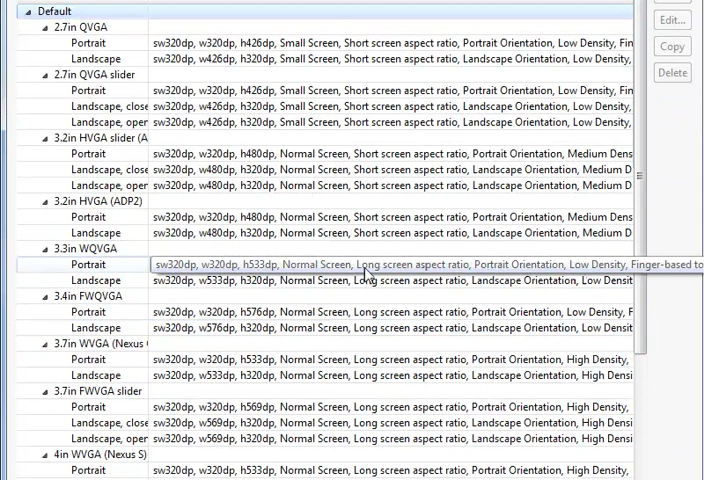 Default
Edit...
2.7in QVGA
Portrait sw320dp, w320dp, h426dp, Small Screen, Short screen aspect ratio, Portrait Orientation, Low Density, Fin
Copy
Landscape sw320dp, w426dp, h320dp, Small Screen, Short screen aspect ratio, Landscape Orientation, Low Density,
2.7in QVGA slider
Delete
Portrait sw320dp, w320dp, h426dp, Small Screen, Short screen aspect ratio, Portrait Orientation, Low Density, Fin
Landscape, close sw320dp, w426dp, h320dp, Small Screen, Short screen aspect ratio, Landscape Orientation, Low Density,
Landscape, open sw320dp, w426dp, h320dp, Small Screen, Short screen aspect ratio, Landscape Orientation, Low Density,
3.2in HVGA slider (A
Portrait sw320dp, w320dp, h480dp, Normal Screen, Short screen aspect ratio, Portrait Orientation, Medium Dens
Landscape, close sw320dp, w480dp, h320dp, Normal Screen, Short screen aspect ratio, Landscape Orientation, Medium D
Landscape, open sw320dp, w480dp, h320dp, Normal Screen, Short screen aspect ratio, Landscape Orientation, Medium D
3.2in HVGA (ADP2)
Portrait sw320dp, w320dp, h480dp, Normal Screen, Short screen aspect ratio, Portrait Orientation, Medium Dens
Landscape sw320dp, w480dp, h320dp, Normal Screen, Short screen aspect ratio, Landscape Orientation, Medium D
3.3in WQVGA
Portrait sw320dp, w320dp, h533dp, Normal Screen, Long screen aspect ratio, Portrait Orientation, Low Density, Finger-based to
Landscape sw320dp, w533dp, h320dp, Normal Screen, Long screen aspect ratio, Landscape Orientation, Low Densit
3.4in FWQVGA
Portrait sw320dp, w320dp, h576dp, Normal Screen, Long screen aspect ratio, Portrait Orientation, Low Density, F
Landscape sw320dp, w576dp, h320dp, Normal Screen, Long screen aspect ratio, Landscape Orientation, Low Densit
3.7in WVGA (Nexus
Portrait sw320dp, w320dp, h533dp, Normal Screen, Long screen aspect ratio, Portrait Orientation, High Density,
Landscape sw320dp, w533dp, h320dp, Normal Screen, Long screen aspect ratio, Landscape Orientation, High Densi
3.7in FWVGA slider
Portrait sw320dp, w320dp, h569dp, Normal Screen, Long screen aspect ratio, Portrait Orientation, High Density,
Landscape, close sw320dp, w569dp, h320dp, Normal Screen, Long screen aspect ratio, Landscape Orientation, High Densi
Landscape, open sw320dp, w569dp, h320dp, Normal Screen, Long screen aspect ratio, Landscape Orientation, High Densi
4in WVGA (Nexus S)
Portrait sw320dp, w320dp, h533dp, Normal Screen, Long screen aspect ratio, Portrait Orientation, High Density,